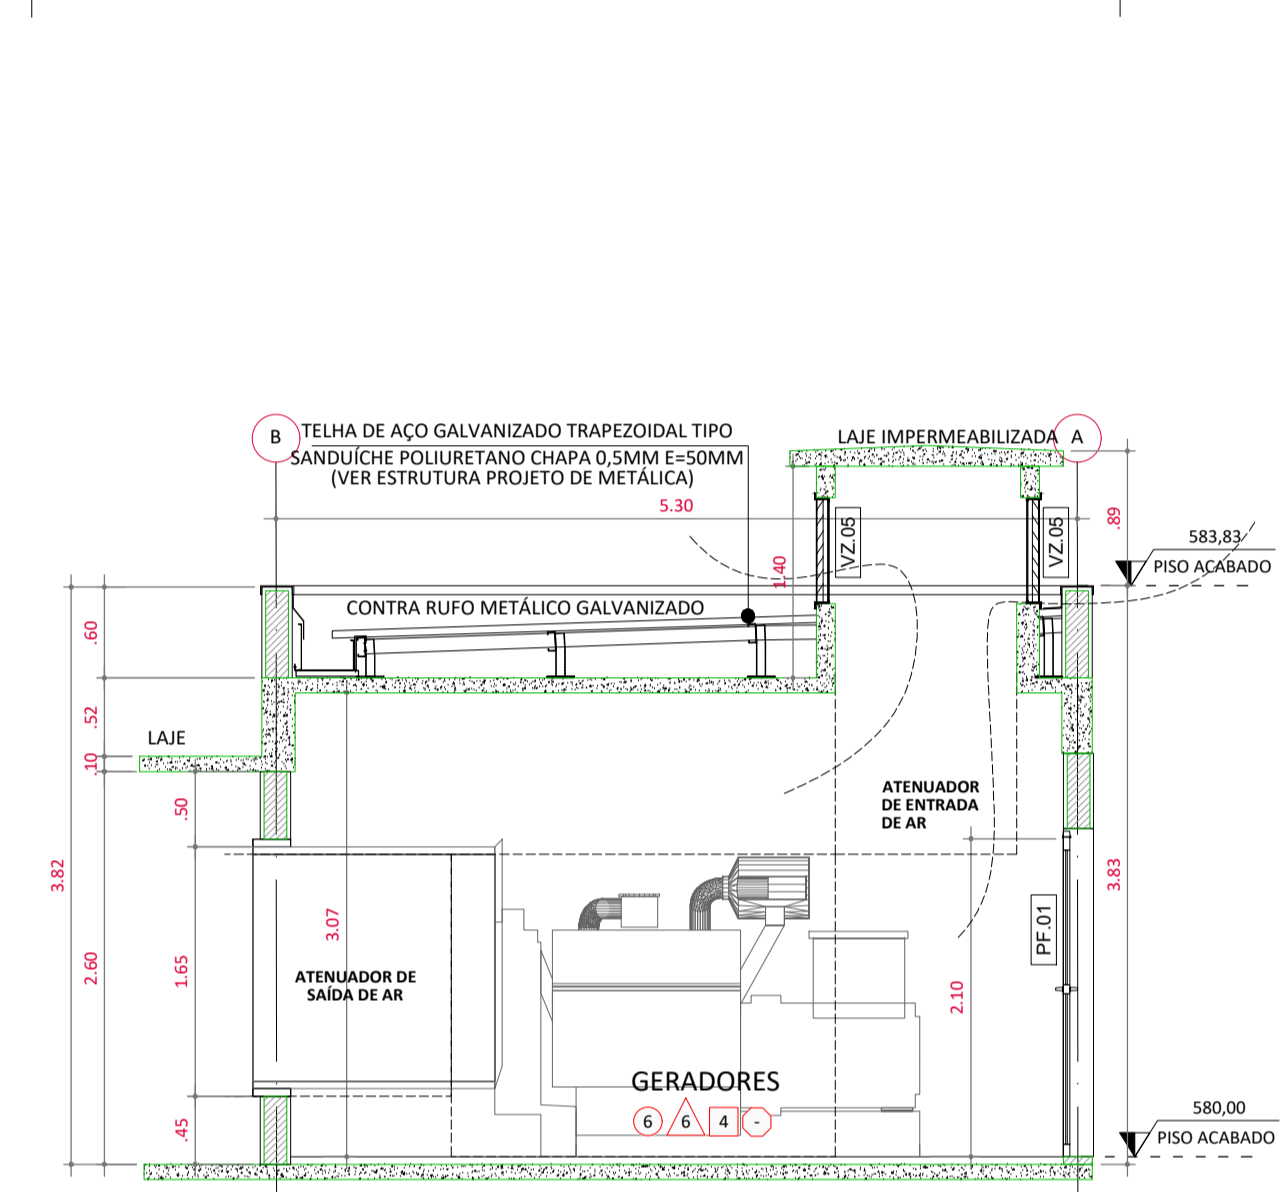 B
TELHA DE AÇO GALVANIZADO TRAPEZOIDAL TIPO
SANDUÍCHE POLIURETANO CHAPA 0,5MM E=50MM
(VER ESTRUTURA PROJETO DE METÁLICA)
LAJE IMPERMEABILIZADA
A
5.30
.89
VZ.05
VZ.05
583,83
PISO ACABADO
1.40
CONTRA RUFO METÁLICO GALVANIZADO
.60
.52
LAJE
.10
.50
ATENUADOR
DE ENTRADA
DE AR
3.82
3.83
3.07
PF.01
2.60
1.65
ATENUADOR DE
SAÍDA DE AR
2.10
GERADORES
6
6
4
-
.45
580,00
PISO ACABADO